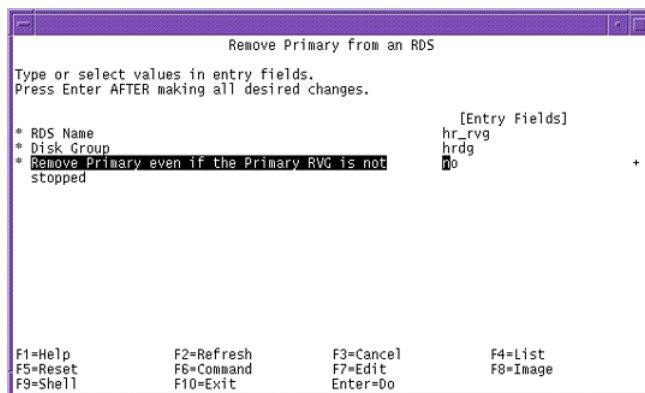 Remove Primary from an RDS
Type or select values in entry fields.
Press Enter AFTER making all desired changes.
[Entry Fields]
* RDS Name hr_rvg
* Disk Group hrdg
* Remove Primary even if the Primary RVG is not no +
stopped
F1=Help F2=Refresh F3=Cancel F4=List
F5=Reset F6=Command F7=Edit F8=Image
F9=Shell F10=Exit Enter=Do